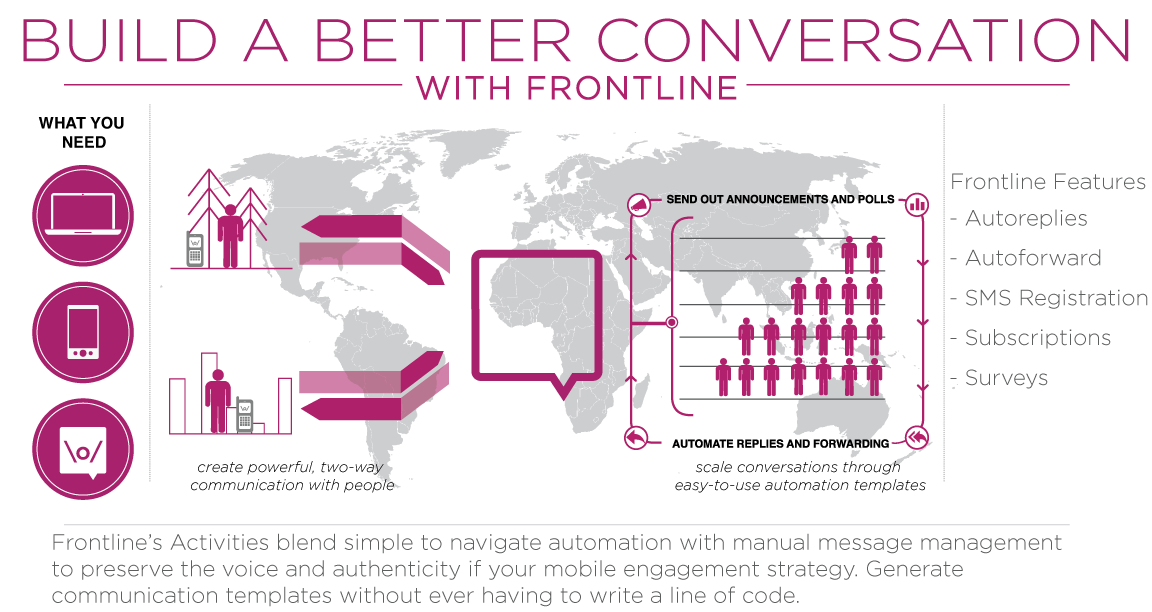 BUILD A BETTER CONVERSATION
WITH FRONTLINE
WHAT YOU
NEED
\o/
\o/
create powerful, two-way
communication with people
SEND OUT ANNOUNCEMENTS AND POLLS
AUTOMATE REPLIES AND FORWARDING
scale conversations through
easy-to-use automation templates
Frontline Features
- Autoreplies
- Autoforward
- SMS Registration
- Subscriptions
- Surveys
Frontline's Activities blend simple to navigate automation with manual message management
to preserve the voice and authenticity if your mobile engagement strategy. Generate
communication templates without ever having to write a line of code.